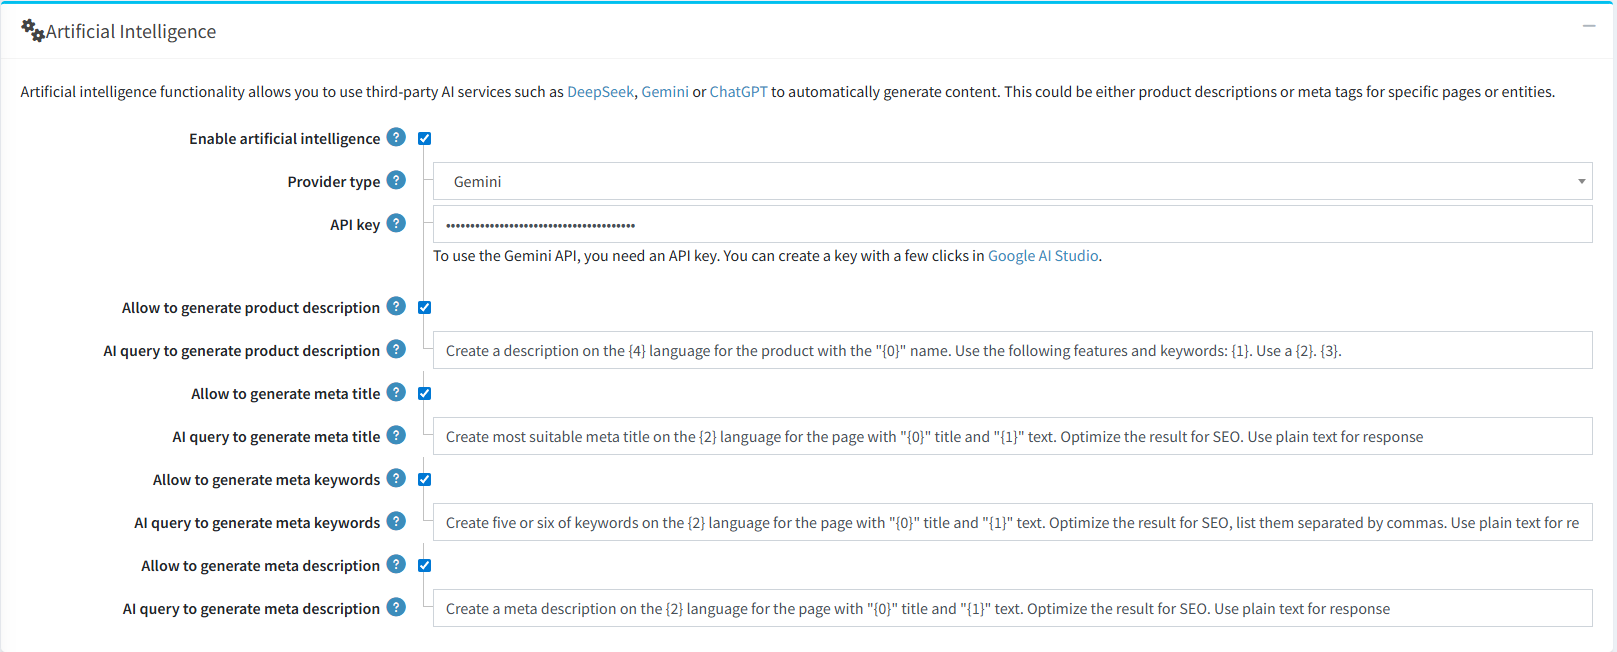 Artificial Intelligence
Artificial intelligence functionality allows you to use third-party AI services such as DeepSeek, Gemini or ChatGPT to automatically generate content. This could be either product descriptions or meta tags for specific pages or entities.
Enable artificial intelligence ?
Provider type ? Gemini
API key ? ••••••••••••••••••••••••••••••••••••••
To use the Gemini API, you need an API key. You can create a key with a few clicks in Google AI Studio.
Allow to generate product description ?
AI query to generate product description ? Create a description on the {4} language for the product with the "{0}" name. Use the following features and keywords: {1}. Use a {2}. {3}.
Allow to generate meta title ?
AI query to generate meta title ? Create most suitable meta title on the {2} language for the page with "{0}" title and "{1}" text. Optimize the result for SEO. Use plain text for response
Allow to generate meta keywords ?
AI query to generate meta keywords ? Create five or six of keywords on the {2} language for the page with "{0}" title and "{1}" text. Optimize the result for SEO, list them separated by commas. Use plain text for re
Allow to generate meta description ?
AI query to generate meta description ? Create a meta description on the {2} language for the page with "{0}" title and "{1}" text. Optimize the result for SEO. Use plain text for response